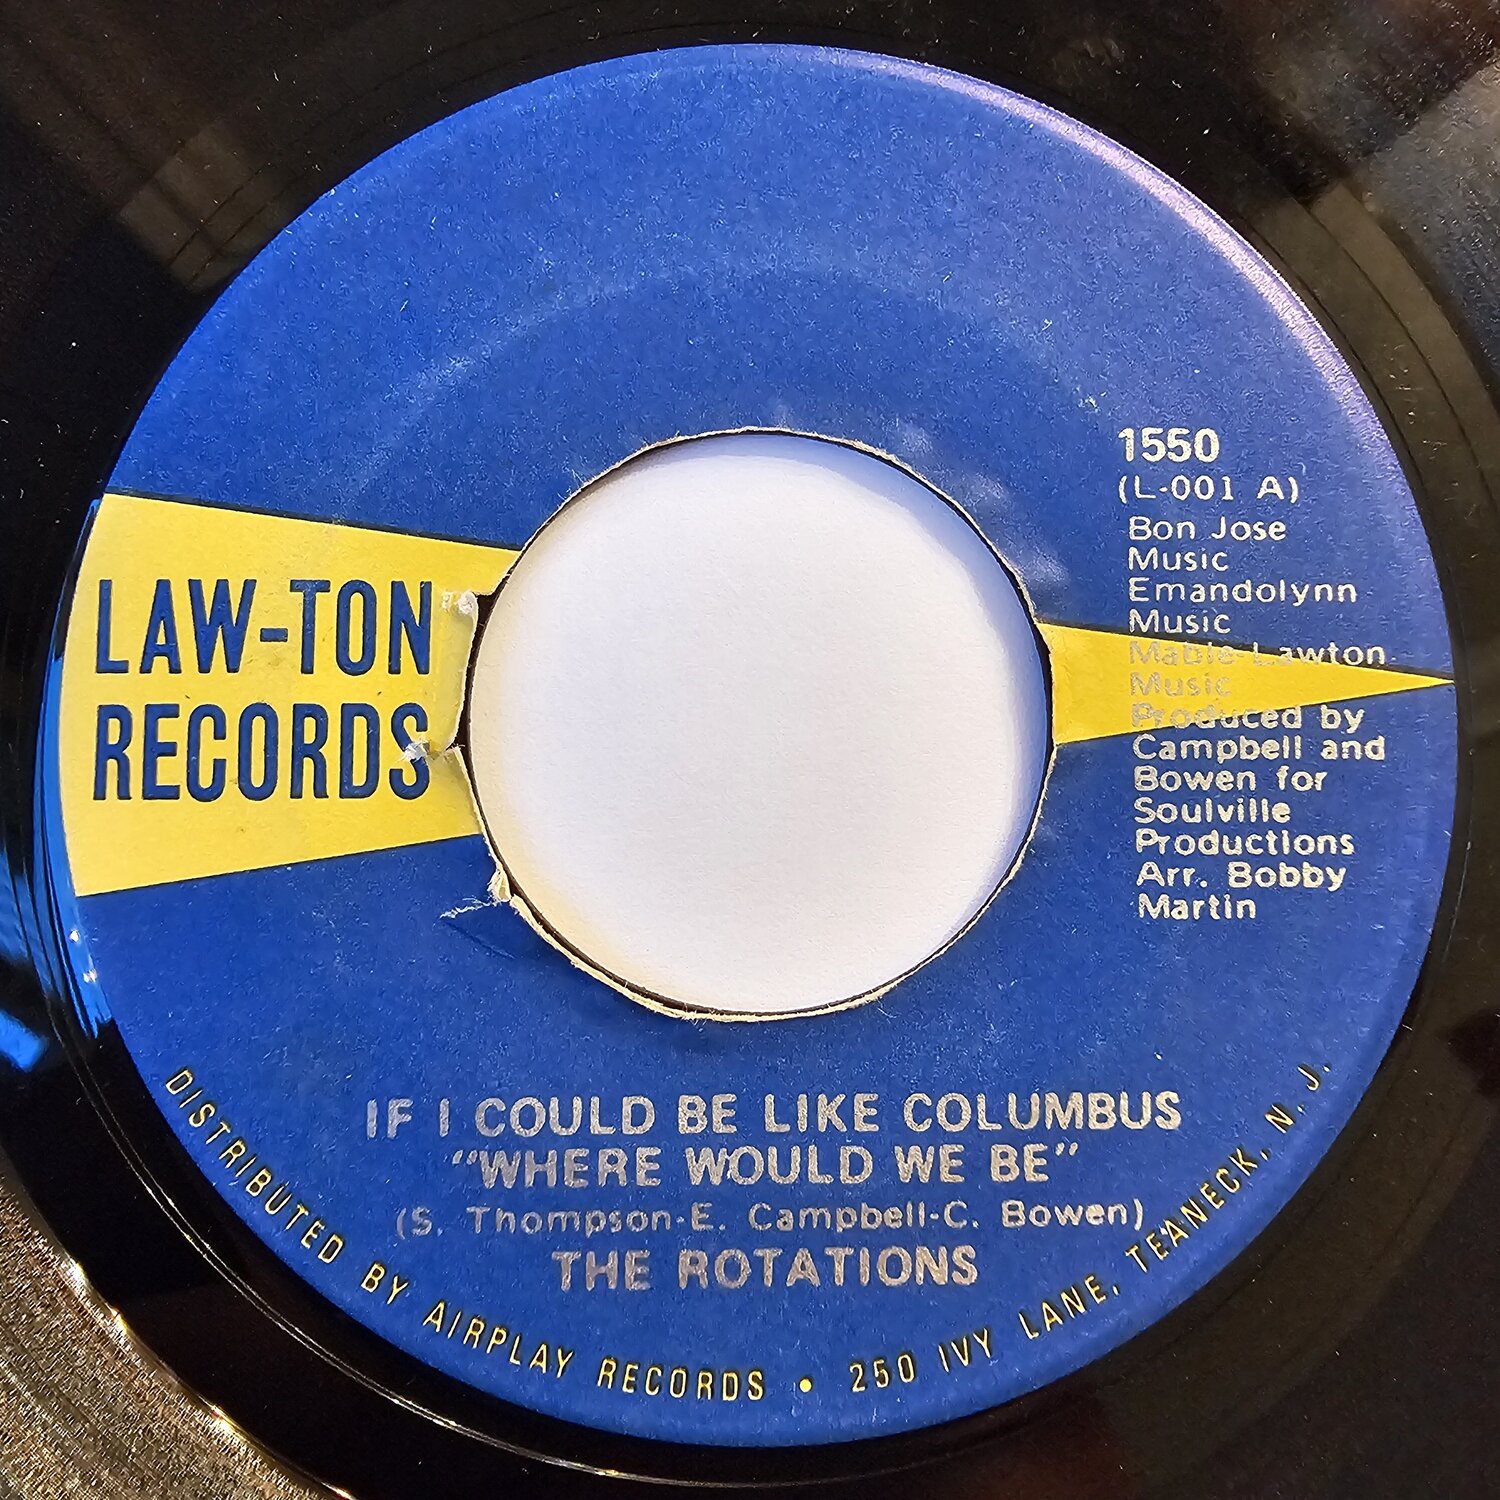 LAW-TON
RECORDS
1550
(L-001 A)
Bon Jose
Music
Emandolynn
Music
Mable-Lawton
Music
Produced by
Campbell and
Bowen for
Soulville
Productions
Arr. Bobby
Martin
IF I COULD BE LIKE COLUMBUS
"WHERE WOULD WE BE"
(S. Thompson-E. Campbell-C. Bowen)
THE ROTATIONS
DISTRIBUTED BY AIRPLAY RECORDS • 250 IVY LANE, TEANECK, N. J.